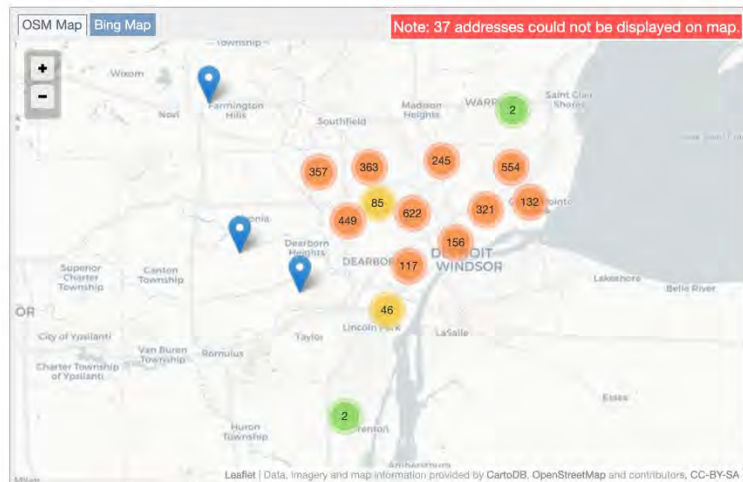 OSM Map Bing Map
Note: 37 addresses could not be displayed on map.
+
-
Township
Wixom
Novi
Farmington
Hills
Southfield
Madison
Heights
2
Saint Clair
Shores
357
363
245
554
85
449
622
321
132
156
117
Dearborn
Heights
WINDSOR
46
Lincoln Park
LaSalle
Superior
Charter
Township
Canton
Township
Lakeshore
Belle River
OR
City of Ypsilanti
Van Buren
Township
Romulus
Taylor
Charter Township
of Ypsilanti
Essex
Huron
Township
2
Leaflet | Data, imagery and map information provided by CartoDB, OpenStreetMap and contributors, CC-BY-SA